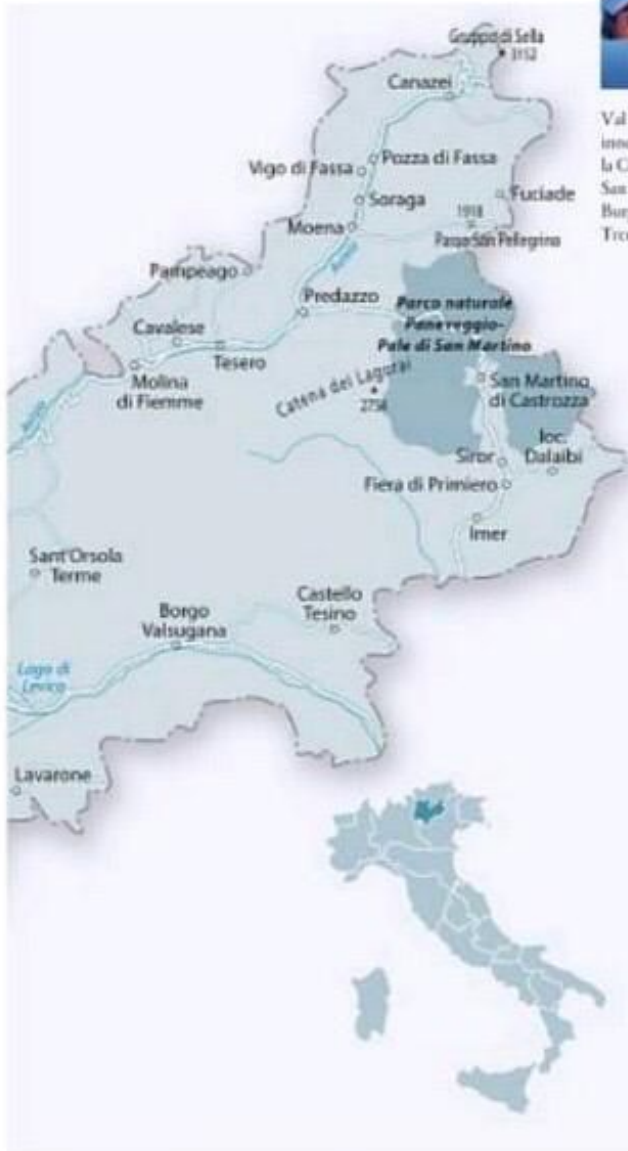 Gruppo di Sella
3152
Canazei
Pozza di Fassa
Vigo di Fassa
Soraga
Fuciade
Moena
1918
Passo San Pellegrino
Pampeago
Predazzo
Parco naturale
Paneveggio-
Pale di San Martino
Cavalese
Tesero
Molina
di Fiemme
Catena dei Lagorai
San Martino
di Castrozza
loc.
Dalaibi
Siror
Fiera di Primiero
Imer
Sant'Orsola
Terme
Castello
Tesino
Borgo
Valsugana
Lago di
Levico
Lavarone
Val
la C
San